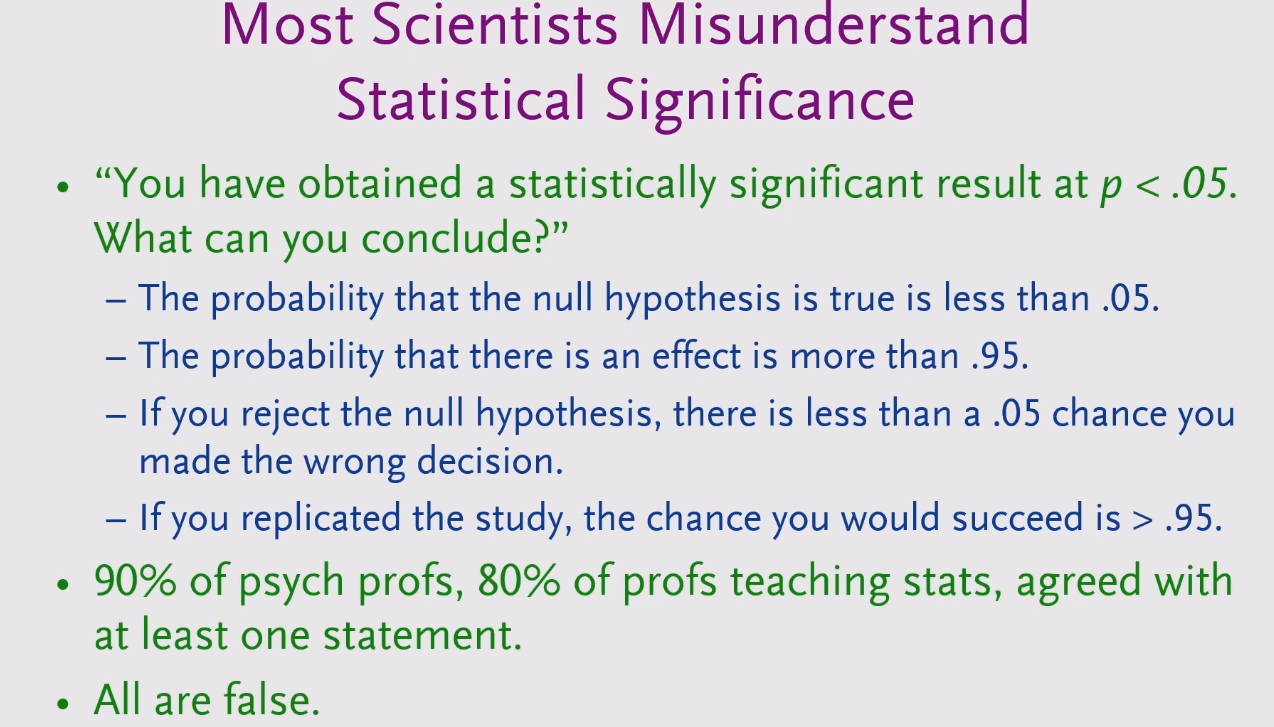 Most Scientists Misunderstand
Statistical Significance
• “You have obtained a statistically significant result at p < .05.
What can you conclude?”
– The probability that the null hypothesis is true is less than .05.
– The probability that there is an effect is more than .95.
– If you reject the null hypothesis, there is less than a .05 chance you
made the wrong decision.
– If you replicated the study, the chance you would succeed is > .95.
• 90% of psych profs, 80% of profs teaching stats, agreed with
at least one statement.
• All are false.